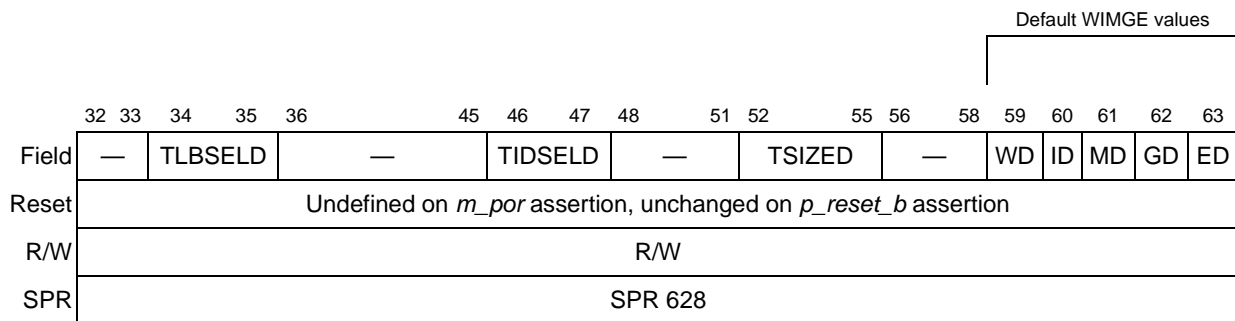 Default WIMGE values
32 33 34 35 36 45 46 47 48 51 52 55 56 58 59 60 61 62 63
Field — TLBSELD — TIDSELD — TSIZED — WD ID MD GD ED
Reset Undefined on m_por assertion, unchanged on p_reset_b assertion
R/W R/W
SPR SPR 628